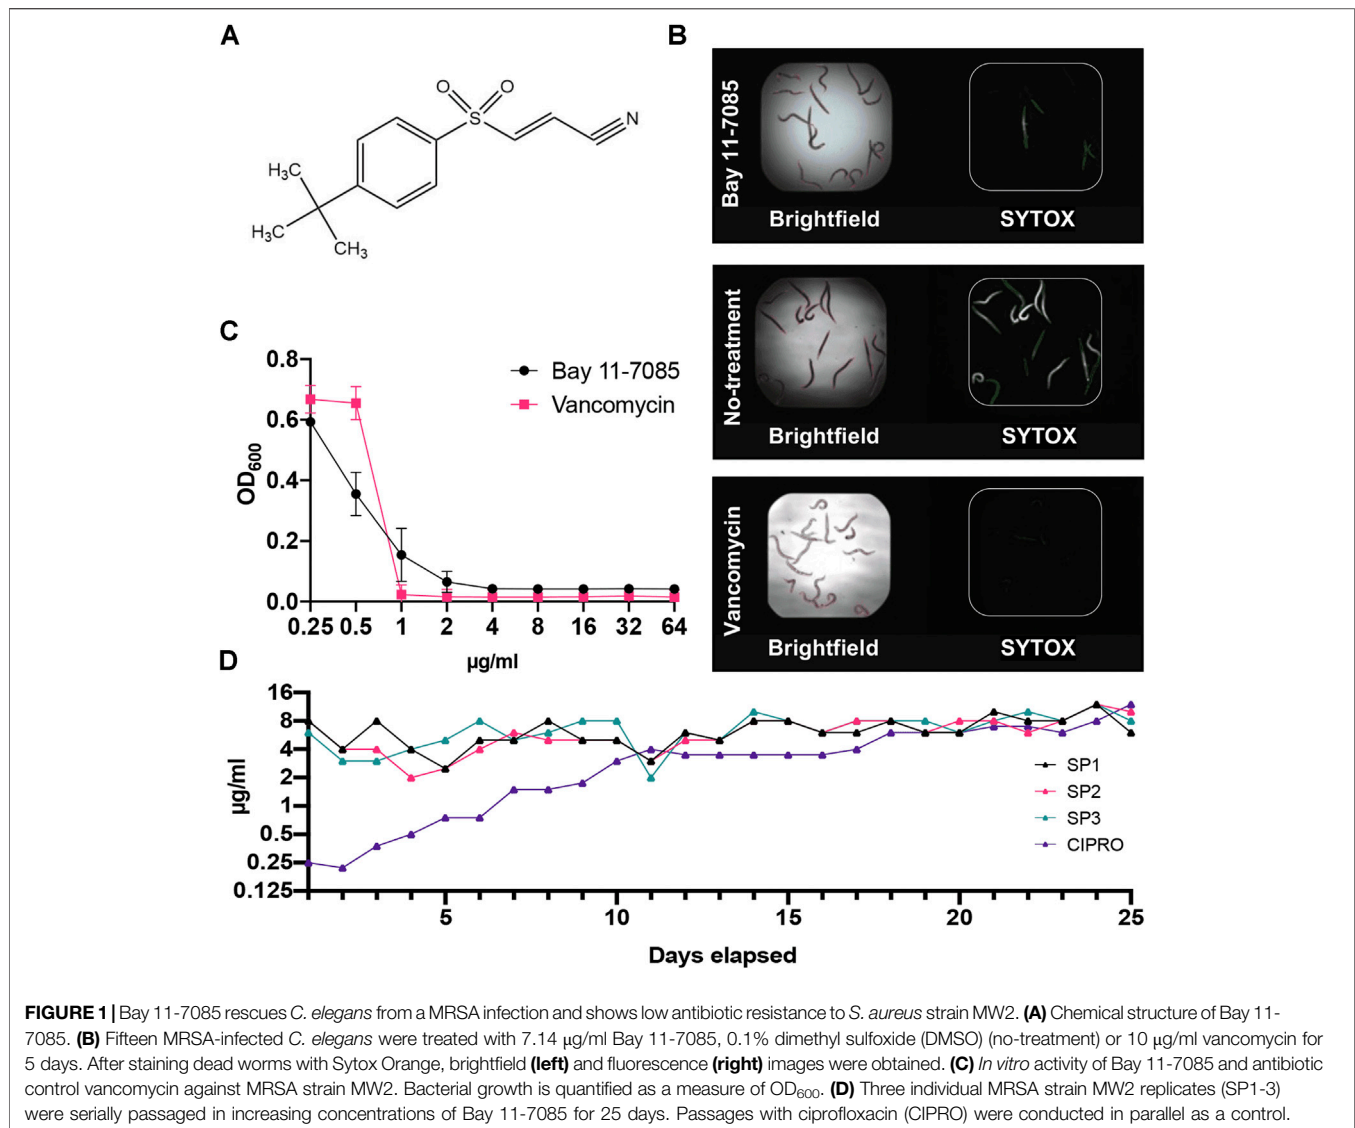 A
O O
S
N
H₃C
H₃C
CH₃
B
Bay 11-7085
Brightfield SYTOX
No-treatment
Brightfield SYTOX
Vancomycin
Brightfield SYTOX
C
0.8
0.6
0.4
0.2
0.0
OD₆₀₀
Bay 11-7085
Vancomycin
0.25 0.5 1 2 4 8 16 32 64
µg/ml
D
16
8
4
2
1
0.5
0.25
0.125
µg/ml
SP1
SP2
SP3
CIPRO
5 10 15 20 25
Days elapsed
FIGURE 1 | Bay 11-7085 rescues C. elegans from a MRSA infection and shows low antibiotic resistance to S. aureus strain MW2. (A) Chemical structure of Bay 11-
7085. (B) Fifteen MRSA-infected C. elegans were treated with 7.14 µg/ml Bay 11-7085, 0.1% dimethyl sulfoxide (DMSO) (no-treatment) or 10 µg/ml vancomycin for
5 days. After staining dead worms with Sytox Orange, brightfield (left) and fluorescence (right) images were obtained. (C) In vitro activity of Bay 11-7085 and antibiotic
control vancomycin against MRSA strain MW2. Bacterial growth is quantified as a measure of OD₆₀₀. (D) Three individual MRSA strain MW2 replicates (SP1-3)
were serially passaged in increasing concentrations of Bay 11-7085 for 25 days. Passages with ciprofloxacin (CIPRO) were conducted in parallel as a control.